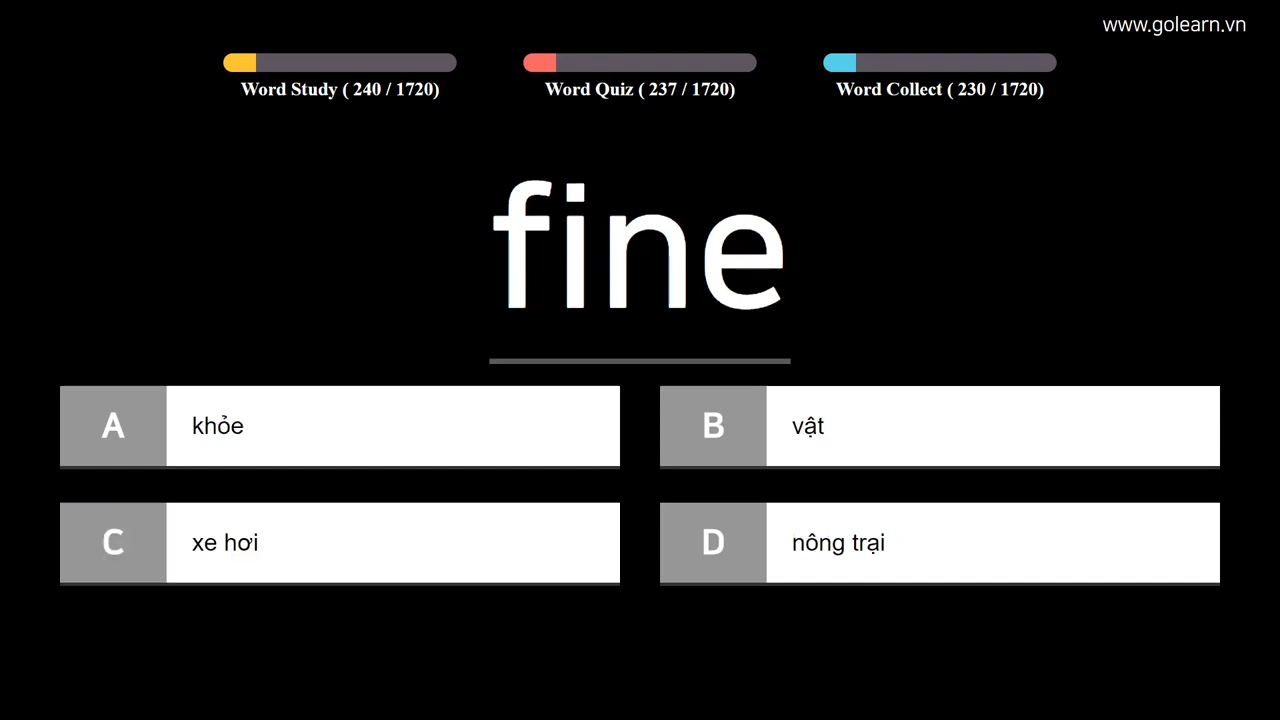 www.golearn.vn
Word Study ( 240 / 1720)
Word Quiz ( 237 / 1720)
Word Collect ( 230 / 1720)
fine
A khỏe
B vật
C xe hơi
D nông trại